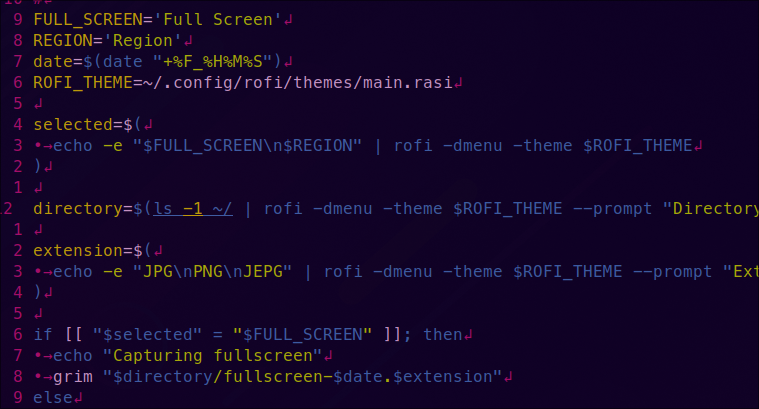 10 #↲
9 FULL_SCREEN='Full Screen'↲
8 REGION='Region'↲
7 date=$(date "+%F_%H%M%S")↲
6 ROFI_THEME=~/.config/rofi/themes/main.rasi↲
5 ↲
4 selected=$(↲
3 •→echo -e "$FULL_SCREEN\n$REGION" | rofi -dmenu -theme $ROFI_THEME↲
2 )↲
1 ↲
12 directory=$(ls -1 ~/ | rofi -dmenu -theme $ROFI_THEME --prompt "Directory
1 ↲
2 extension=$(↲
3 •→echo -e "JPG\nPNG\nJEPG" | rofi -dmenu -theme $ROFI_THEME --prompt "Ext
4 )↲
5 ↲
6 if [[ "$selected" = "$FULL_SCREEN" ]]; then↲
7 •→echo "Capturing fullscreen"↲
8 •→grim "$directory/fullscreen-$date.$extension"↲
9 else↲